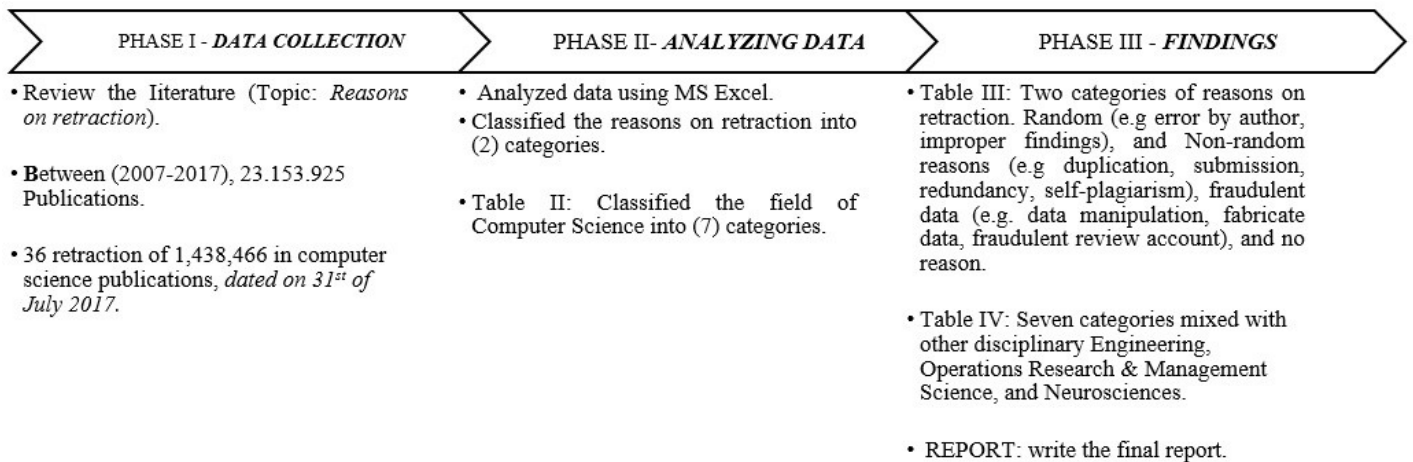 PHASE I - DATA COLLECTION
PHASE II- ANALYZING DATA
PHASE III - FINDINGS
• Review the literature (Topic: Reasons
on retraction).
• Between (2007-2017), 23.153.925
Publications.
• 36 retraction of 1,438,466 in computer
science publications, dated on 31st of
July 2017.
• Analyzed data using MS Excel.
• Classified the reasons on retraction into
(2) categories.
• Table II: Classified the field of
Computer Science into (7) categories.
• Table III: Two categories of reasons on
retraction. Random (e.g error by author,
improper findings), and Non-random
reasons (e.g duplication, submission,
redundancy, self-plagiarism), fraudulent
data (e.g. data manipulation, fabricate
data, fraudulent review account), and no
reason.
• Table IV: Seven categories mixed with
other disciplinary Engineering,
Operations Research & Management
Science, and Neurosciences.
• REPORT: write the final report.